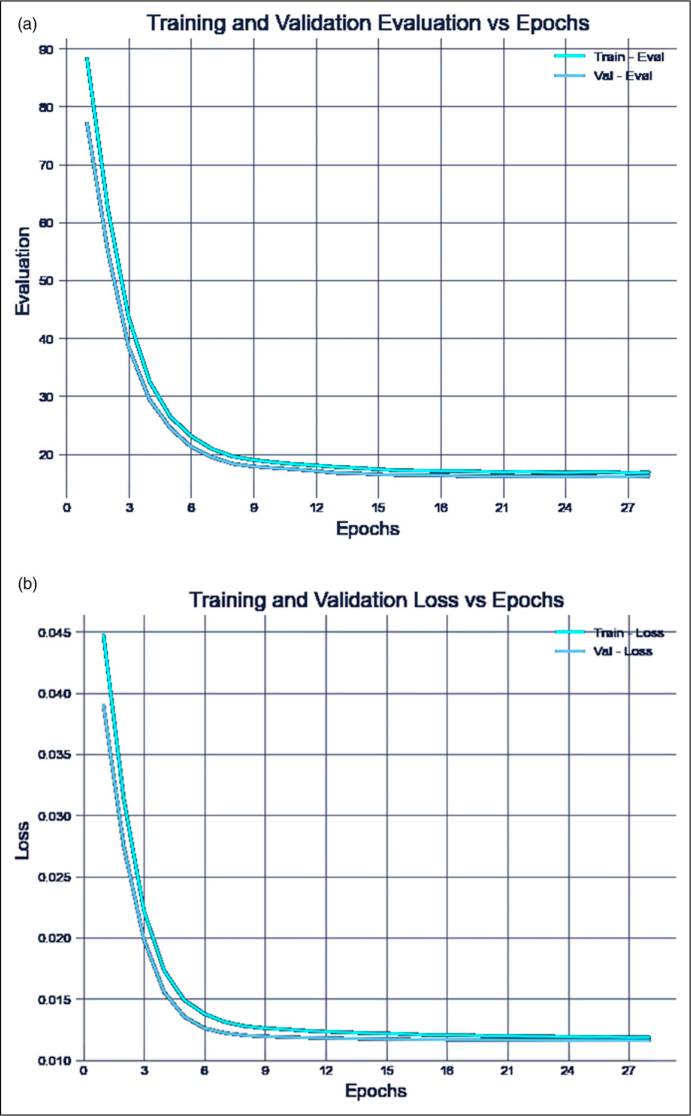 (a)
Training and Validation Evaluation vs Epochs
90
80
70
60
50
40
30
20
Evaluation
Train - Eval
Val - Eval
0 3 6 9 12 15 18 21 24 27
Epochs
(b)
Training and Validation Loss vs Epochs
0.045
0.040
0.035
0.030
0.025
0.020
0.015
0.010
Loss
Train - Loss
Val - Loss
0 3 6 9 12 15 18 21 24 27
Epochs